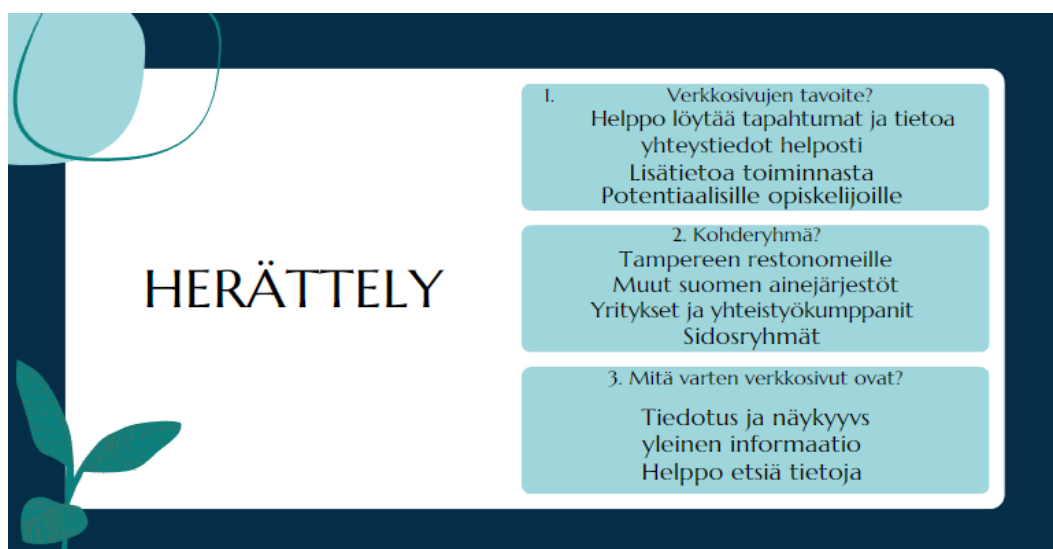 HERÄTTELY
1. Verkkosivujen tavoite?
Helppo löytää tapahtumat ja tietoa
yhteystiedot helposti
Lisätietoa toiminnasta
Potentiaalisille opiskelijoille
2. Kohderyhmä?
Tampereen restonomeille
Muut suomen ainejärjestöt
Yritykset ja yhteistyökumppanit
Sidosryhmät
3. Mitä varten verkkosivut ovat?
Tiedotus ja näykyyvs
yleinen informaatio
Helppo etsiä tietoja